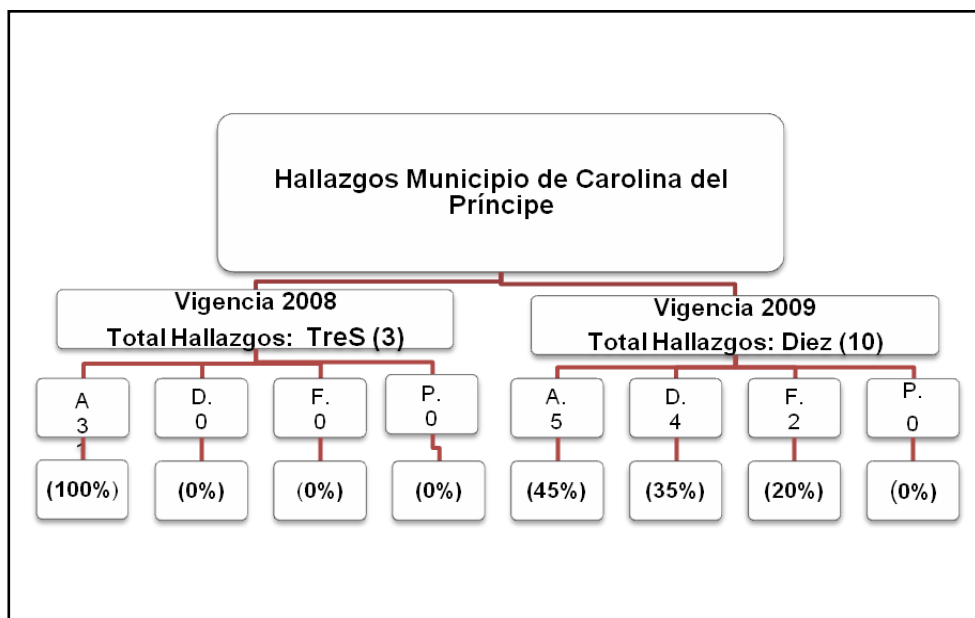 Hallazgos Municipio de Carolina del
Príncipe
Vigencia 2008
Total Hallazgos: TreS (3)
Vigencia 2009
Total Hallazgos: Diez (10)
A
3
D.
0
F.
0
P.
0
A.
5
D.
4
F.
2
P.
0
(100%)
(0%)
(0%)
(0%)
(45%)
(35%)
(20%)
(0%)